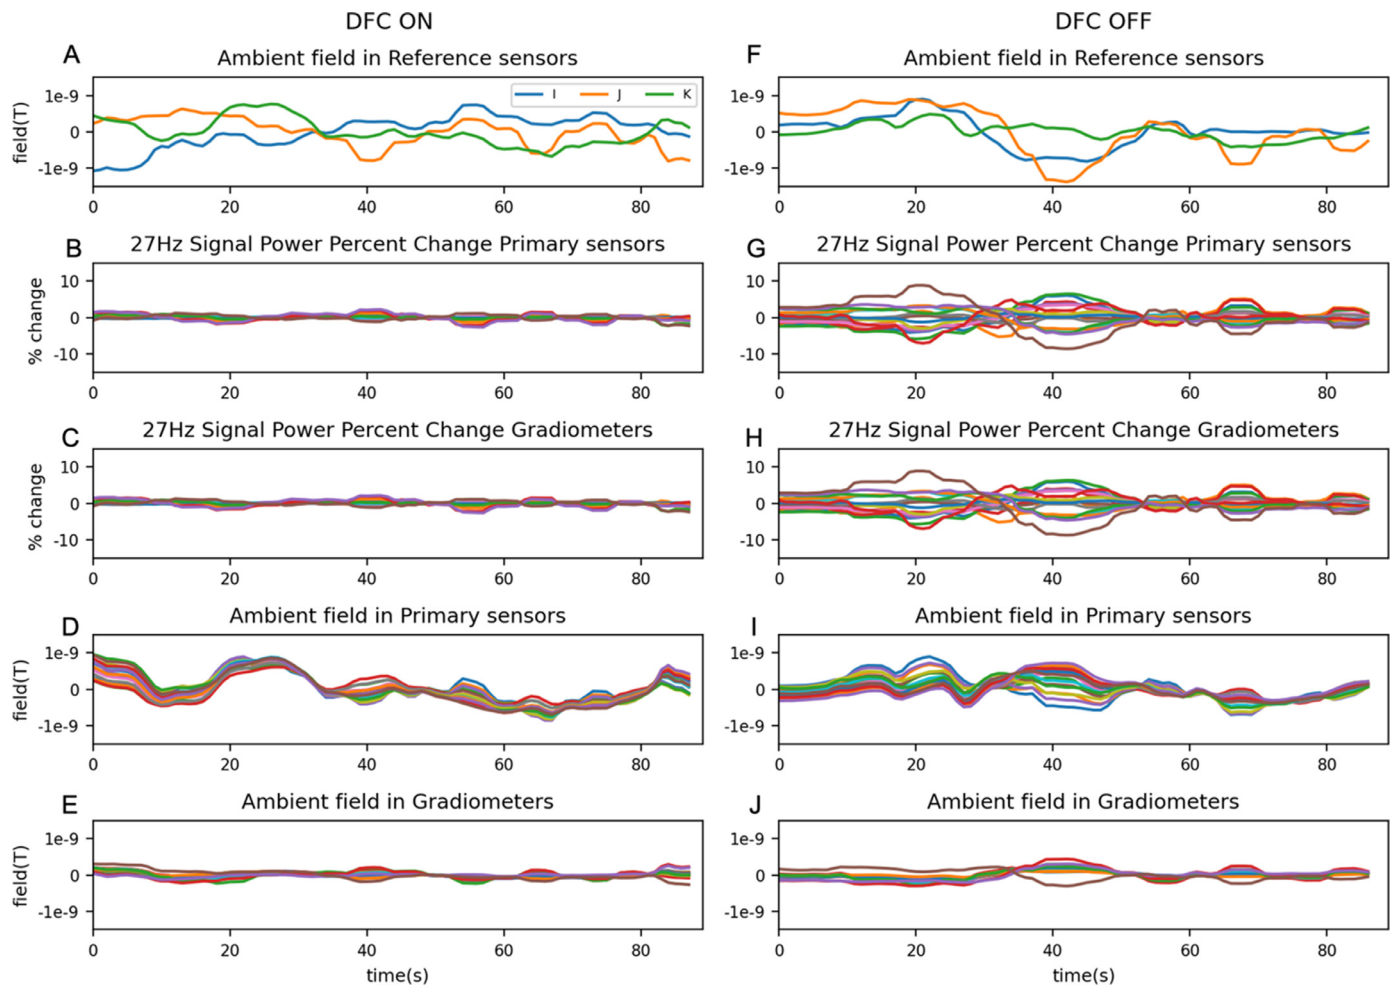 DFC ON
DFC OFF
A
Ambient field in Reference sensors
field(T)
1e-9
0
-1e-9
I J K
0 20 40 60 80
F
Ambient field in Reference sensors
1e-9
0
-1e-9
0 20 40 60 80
B
27Hz Signal Power Percent Change Primary sensors
% change
10
0
-10
0 20 40 60 80
G
27Hz Signal Power Percent Change Primary sensors
10
0
-10
0 20 40 60 80
C
27Hz Signal Power Percent Change Gradiometers
% change
10
0
-10
0 20 40 60 80
H
27Hz Signal Power Percent Change Gradiometers
10
0
-10
0 20 40 60 80
D
Ambient field in Primary sensors
field(T)
1e-9
0
-1e-9
0 20 40 60 80
I
Ambient field in Primary sensors
1e-9
0
-1e-9
0 20 40 60 80
E
Ambient field in Gradiometers
field(T)
1e-9
0
-1e-9
0 20 40 60 80
time(s)
J
Ambient field in Gradiometers
1e-9
0
-1e-9
0 20 40 60 80
time(s)